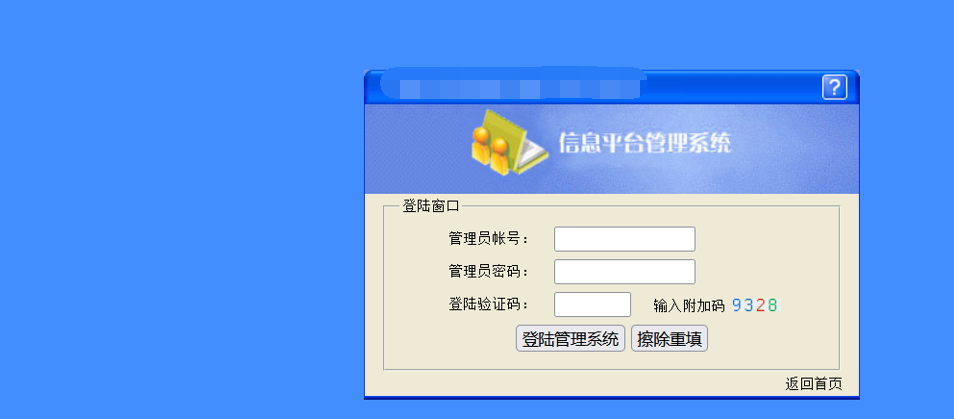 ?
信息平台管理系统
登陆窗口
管理员帐号：
管理员密码：
登陆验证码： 输入附加码 9328
登陆管理系统 擦除重填
返回首页